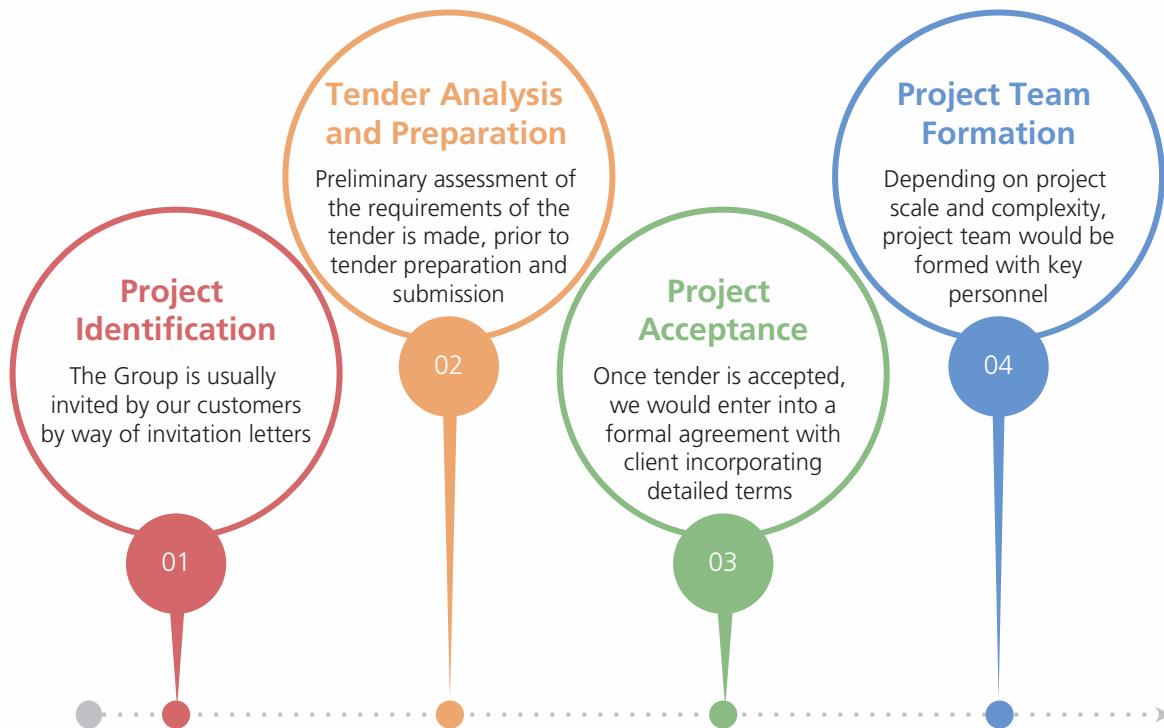 Project
Identification
The Group is usually
invited by our customers
by way of invitation letters
01
Tender Analysis
and Preparation
Preliminary assessment of
the requirements of the
tender is made, prior to
tender preparation and
submission
02
Project
Acceptance
Once tender is accepted,
we would enter into a
formal agreement with
client incorporating
detailed terms
03
Project Team
Formation
Depending on project
scale and complexity,
project team would be
formed with key
personnel
04